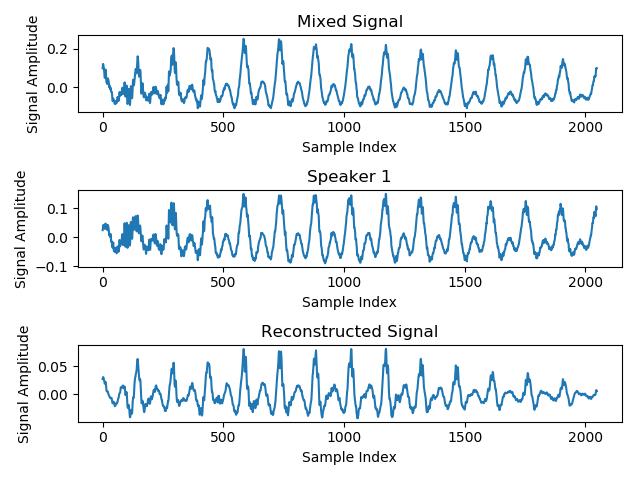 Mixed Signal
Signal Amplitude
0.2
0.0
0
500
1000
1500
2000
Sample Index
Speaker 1
Signal Amplitude
0.1
0.0
−0.1
0
500
1000
1500
2000
Sample Index
Reconstructed Signal
Signal Amplitude
0.05
0.00
0
500
1000
1500
2000
Sample Index